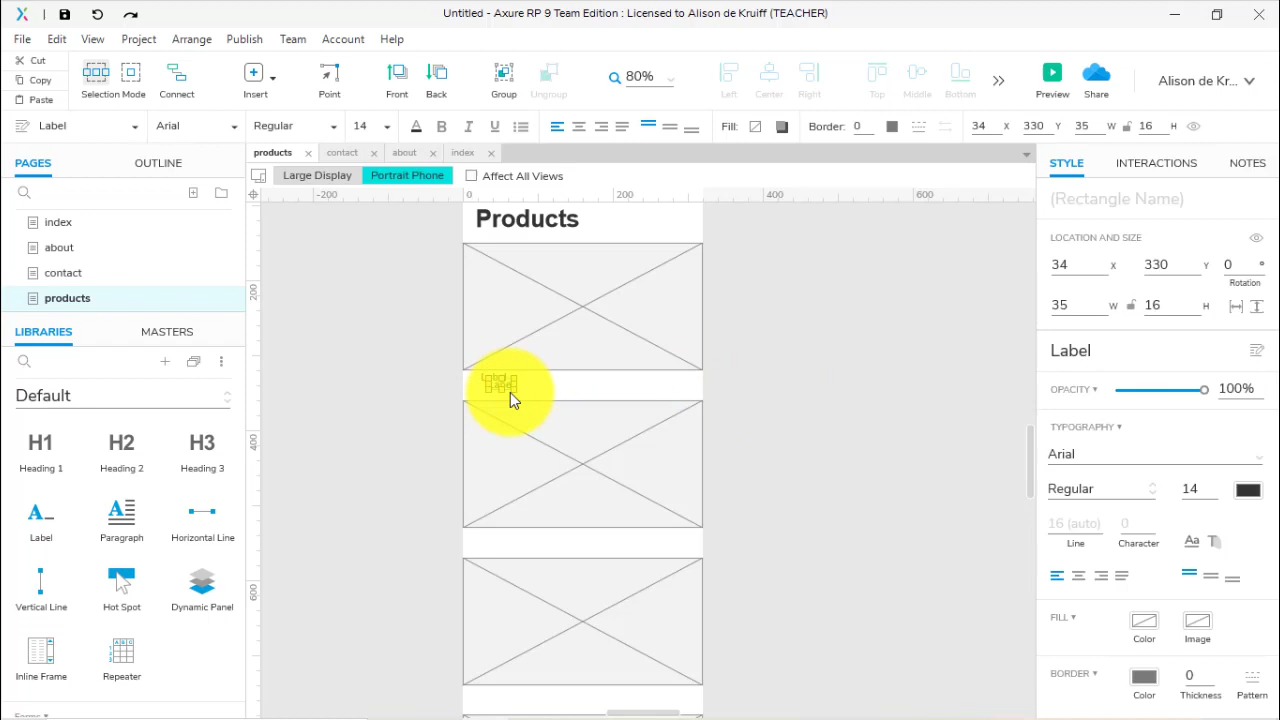 Untitled - Axure RP 9 Team Edition : Licensed to Alison de Kruiff (TEACHER)
File Edit View Project Arrange Publish Team Account Help
Cut
Copy
Paste
Selection Mode Connect Insert Point Front Back Group Ungroup 80% Left Center Right Top Middle Bottom Preview Share Alison de Kr...
Label Arial Regular 14 A B I U Fill: Border: 0 34 X 330 Y 35 W 16 H
PAGES OUTLINE
index
about
contact
products
LIBRARIES MASTERS
Default
H1 H2 H3
Heading 1 Heading 2 Heading 3
Label Paragraph Horizontal Line
Vertical Line Hot Spot Dynamic Panel
Inline Frame Repeater
Forms
products contact about index
Large Display Portrait Phone Affect All Views
-200 0 200 400 600
200
400
600
Products
Label
STYLE INTERACTIONS NOTES
(Rectangle Name)
LOCATION AND SIZE
34 X 330 Y 0 °
Rotation
35 W 16 H
Label
OPACITY 100%
TYPOGRAPHY
Arial
Regular 14
16 (auto) 0
Line Character
Aa T
FILL
Color Image
BORDER 0
Color Thickness Pattern